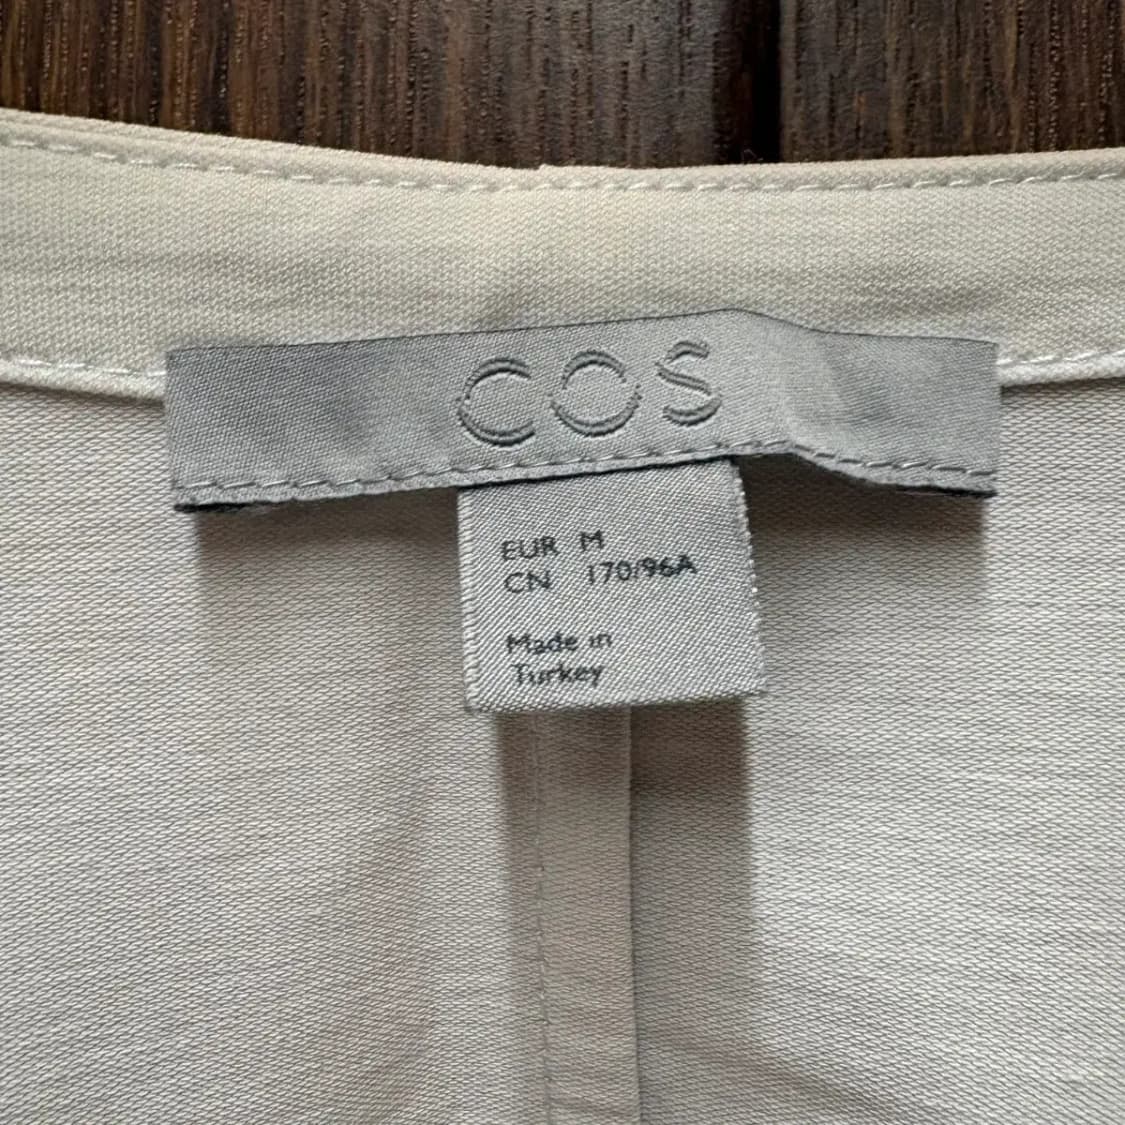 COS
EUR M
CN 170/96A
Made in
Turkey